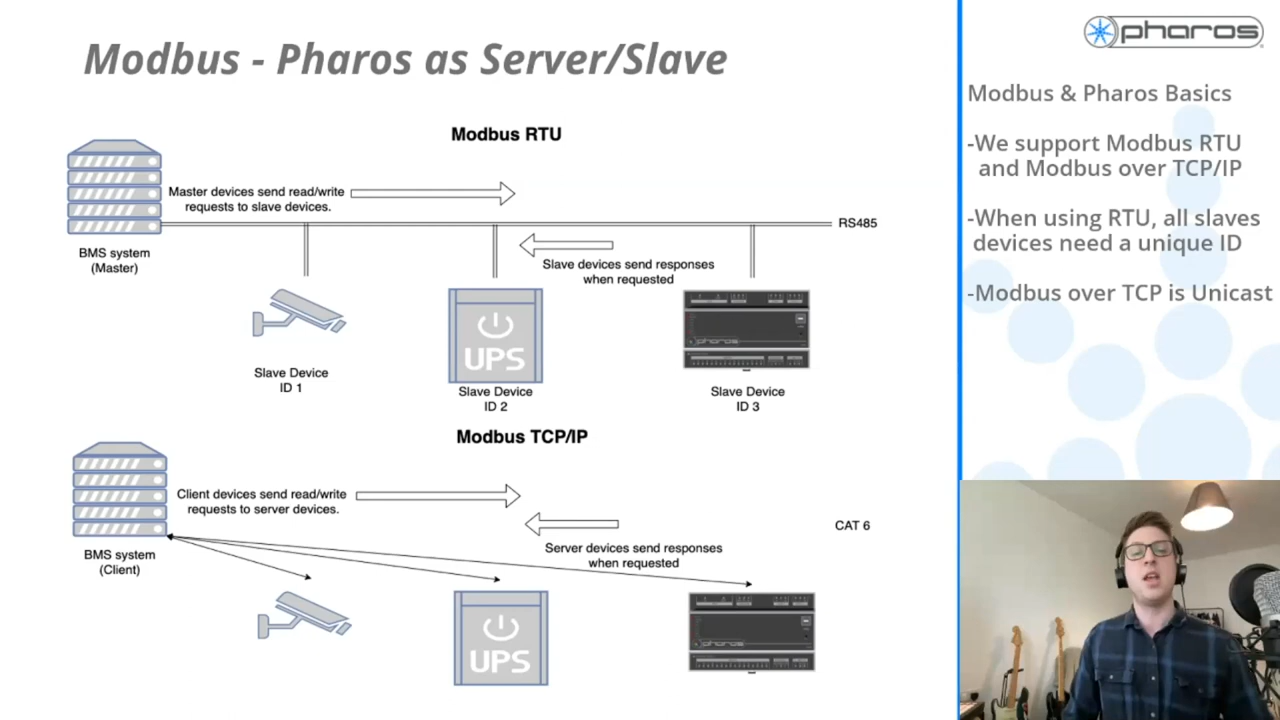 Modbus - Pharos as Server/Slave
pharos
Modbus & Pharos Basics
-We support Modbus RTU
and Modbus over TCP/IP
-When using RTU, all slaves
devices need a unique ID
-Modbus over TCP is Unicast
Modbus RTU
Master devices send read/write
requests to slave devices.
RS485
BMS system
(Master)
Slave devices send responses
when requested
UPS
pharos
Slave Device
ID 1
Slave Device
ID 2
Slave Device
ID 3
Modbus TCP/IP
Client devices send read/write
requests to server devices.
CAT 6
BMS system
(Client)
Server devices send responses
when requested
UPS
pharos